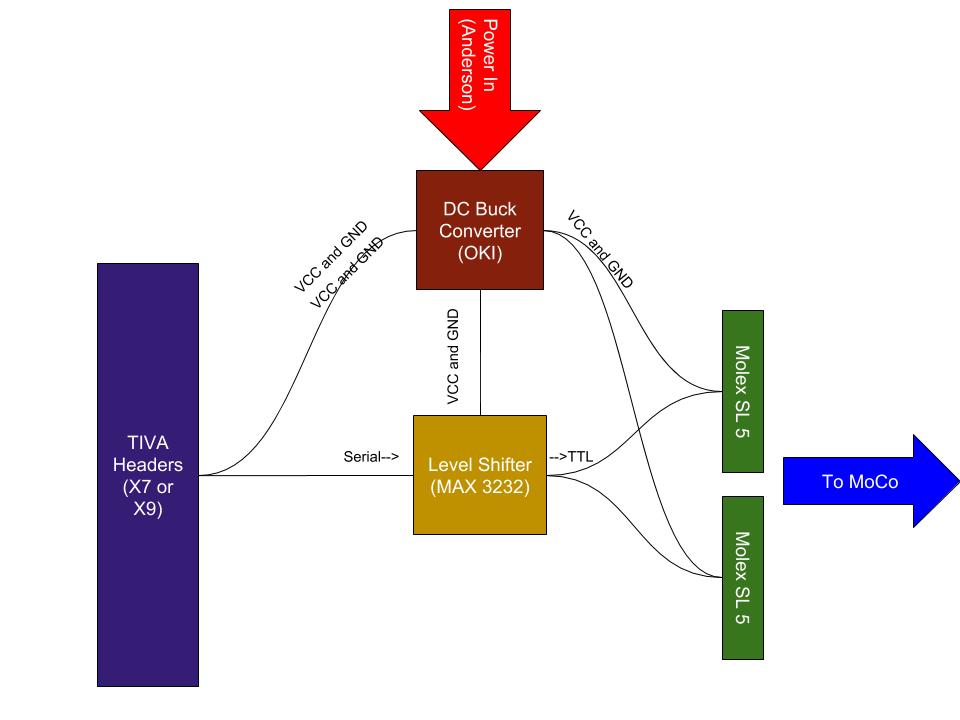 Power In
(Anderson)
DC Buck
Converter
(OKI)
VCC and GND
VCC and GND
VCC and GND
VCC and GND
TIVA
Headers
(X7 or
X9)
Serial-->
Level Shifter
(MAX 3232)
-->TTL
Molex SL 5
Molex SL 5
To MoCo